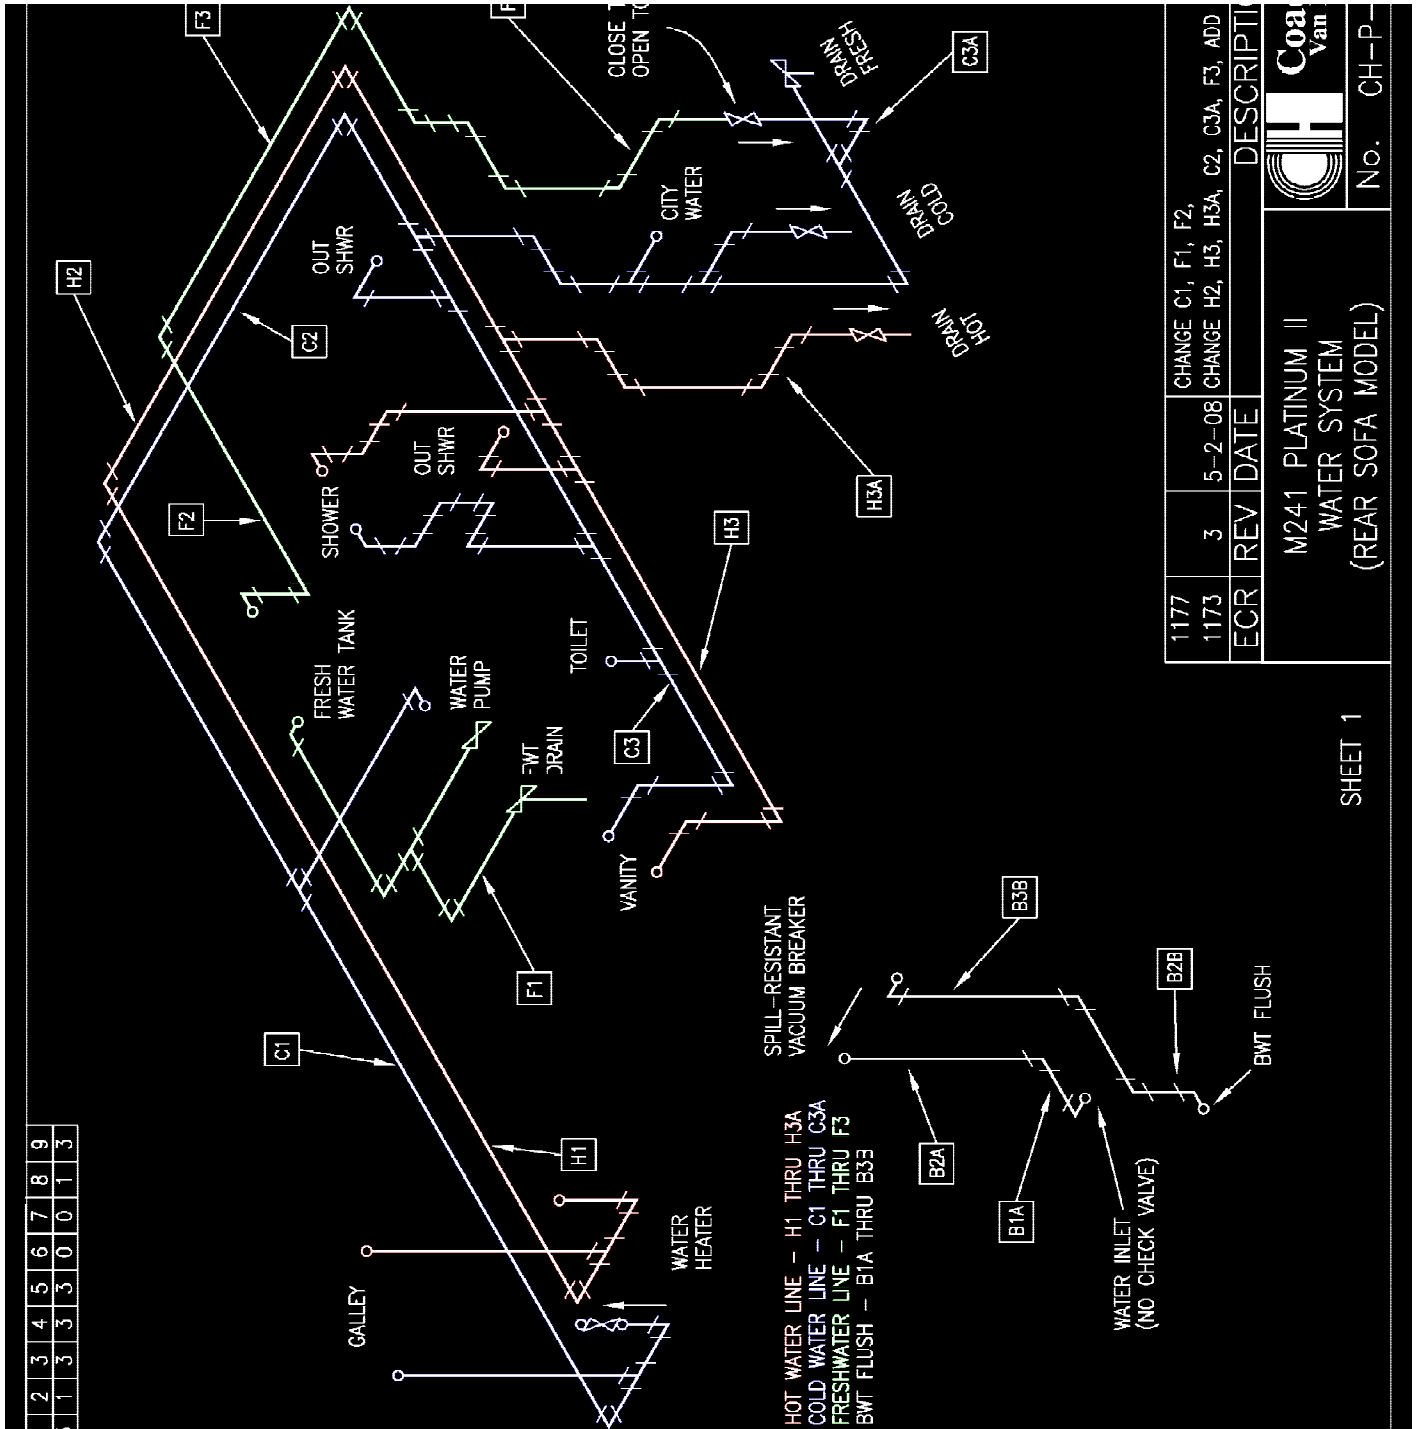 2 3 4 5 6 7 8 9
1 3 3 3 0 0 1 3
F3
CLOSE
OPEN
DRAIN
FRESH
C3A
H2
OUT
SHWR
CITY
WATER
DRAIN
COLD
C2
DRAIN
HOT
OUT
SHWR
SHOWER
H3A
F2
H3
FRESH
WATER TANK
TOILET
WATER
PUMP
C3
FWT
DRAIN
VANITY
F1
C1
H1
GALLEY
WATER
HEATER
SPILL-RESISTANT
VACUUM BREAKER
B3B
B2B
BWT FLUSH
B2A
B1A
WATER INLET
(NO CHECK VALVE)
HOT WATER LINE - H1 THRU H3A
COLD WATER LINE - C1 THRU C3A
FRESHWATER LINE - F1 THRU F3
BWT FLUSH - B1A THRU B3B
1177 CHANGE C1, F1, F2,
1173 3 5-2-08 CHANGE H2, H3, H3A, C2, C3A, F3, ADD
ECR REV DATE
M241 PLATINUM II
WATER SYSTEM
(REAR SOFA MODEL)
CH
Van
No. CH-P-
SHEET 1